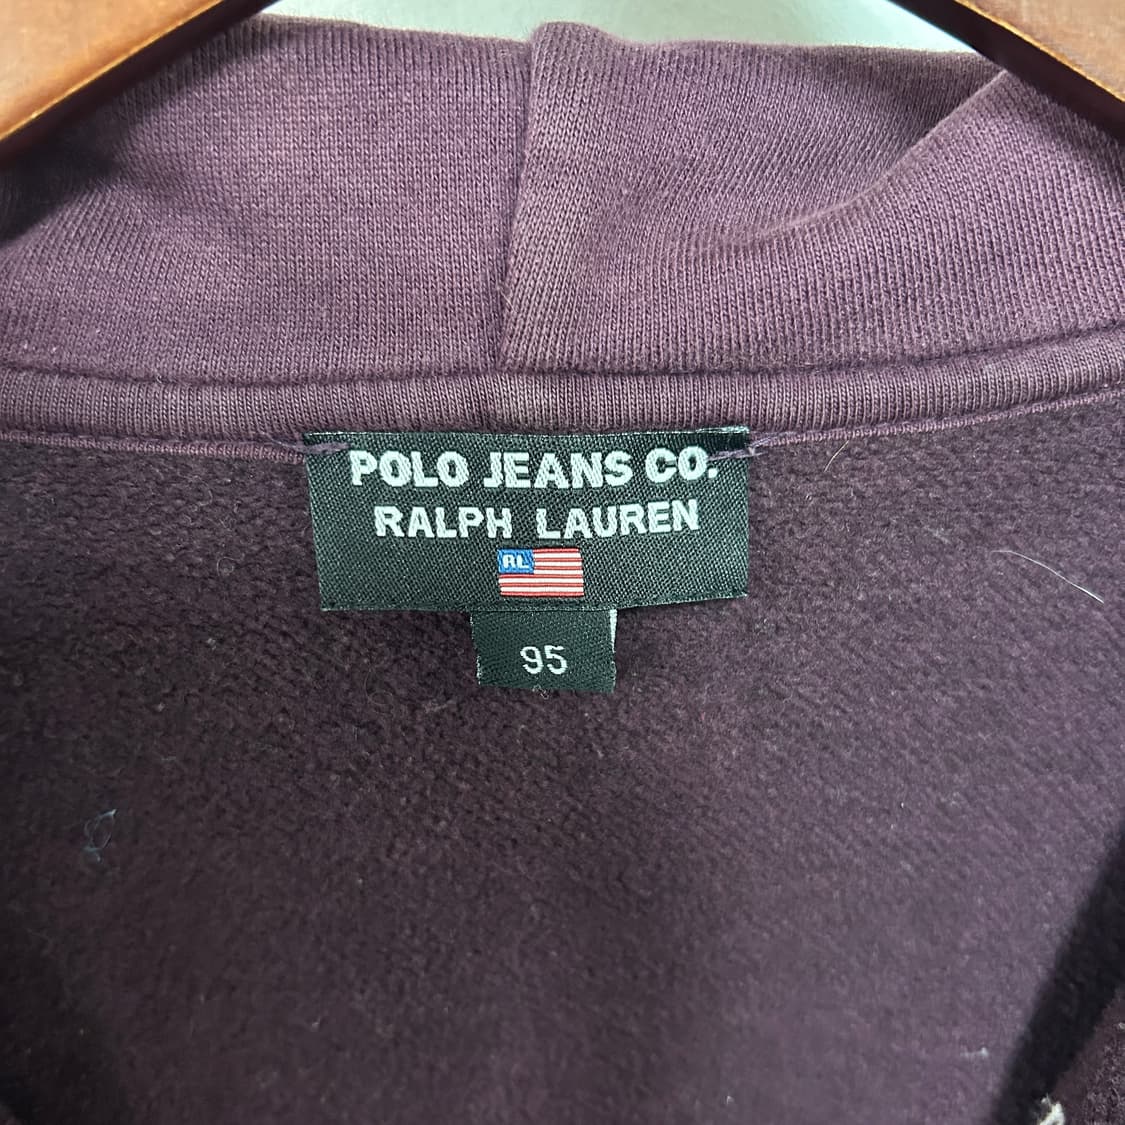 POLO JEANS CO.
RALPH LAUREN
RL
95